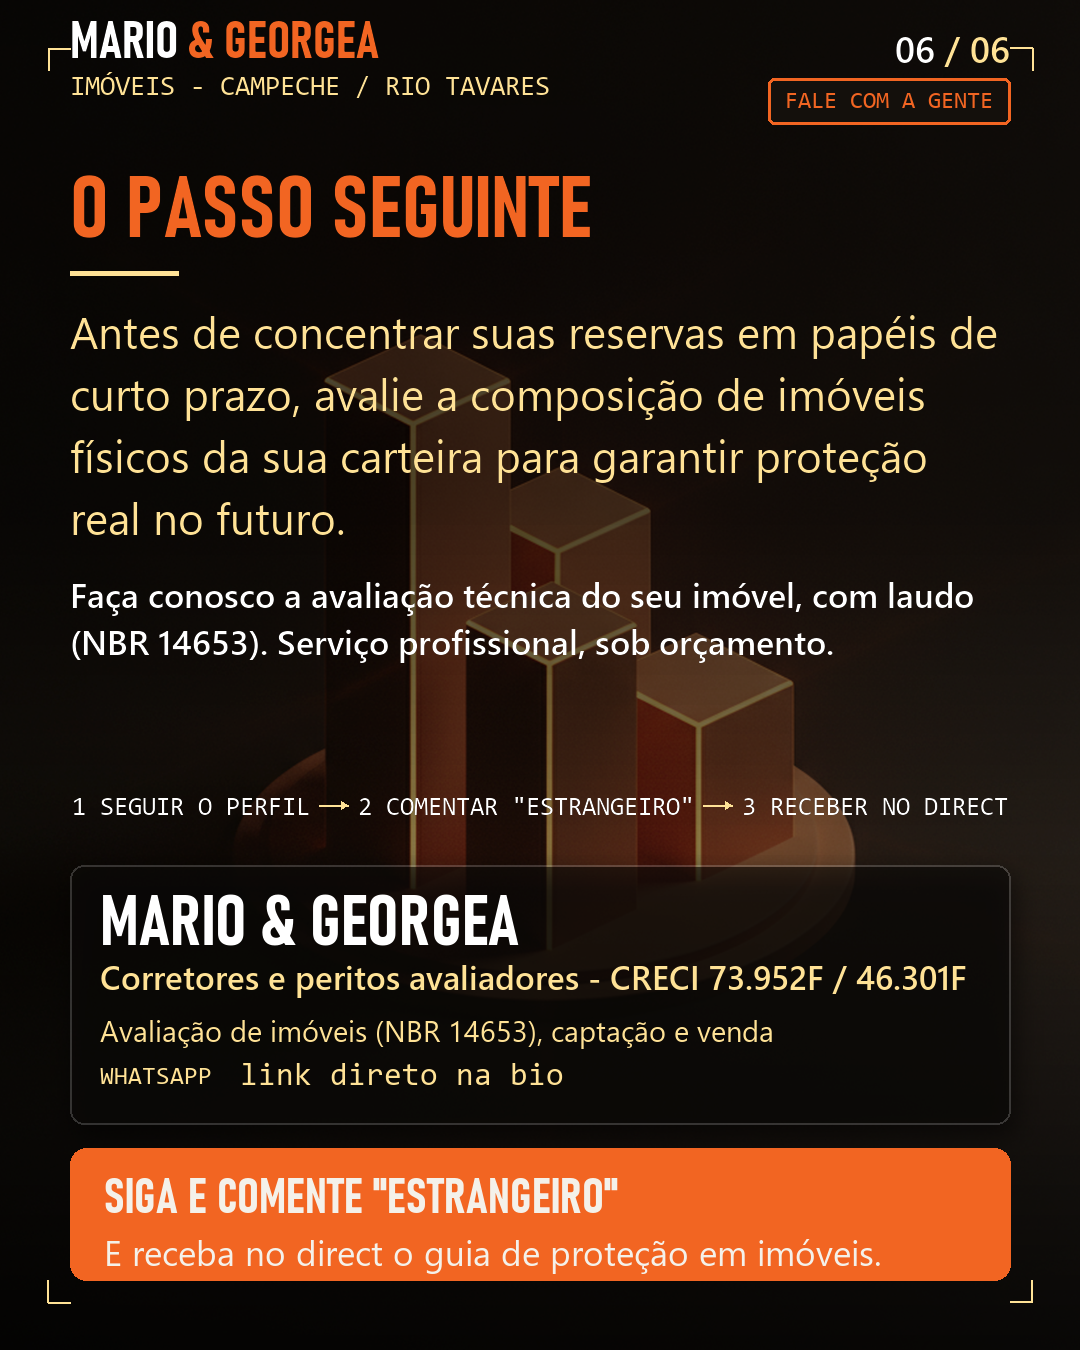 MARIO & GEORGEA
IMÓVEIS - CAMPECHE / RIO TAVARES
06 / 06
FALE COM A GENTE
O PASSO SEGUINTE
Antes de concentrar suas reservas em papéis de
curto prazo, avalie a composição de imóveis
físicos da sua carteira para garantir proteção
real no futuro.
Faça conosco a avaliação técnica do seu imóvel, com laudo
(NBR 14653). Serviço profissional, sob orçamento.
1 SEGUIR O PERFIL → 2 COMENTAR "ESTRANGEIRO" → 3 RECEBER NO DIRECT
MARIO & GEORGEA
Corretores e peritos avaliadores - CRECI 73.952F / 46.301F
Avaliação de imóveis (NBR 14653), captação e venda
WHATSAPP link direto na bio
SIGA E COMENTE "ESTRANGEIRO"
E receba no direct o guia de proteção em imóveis.